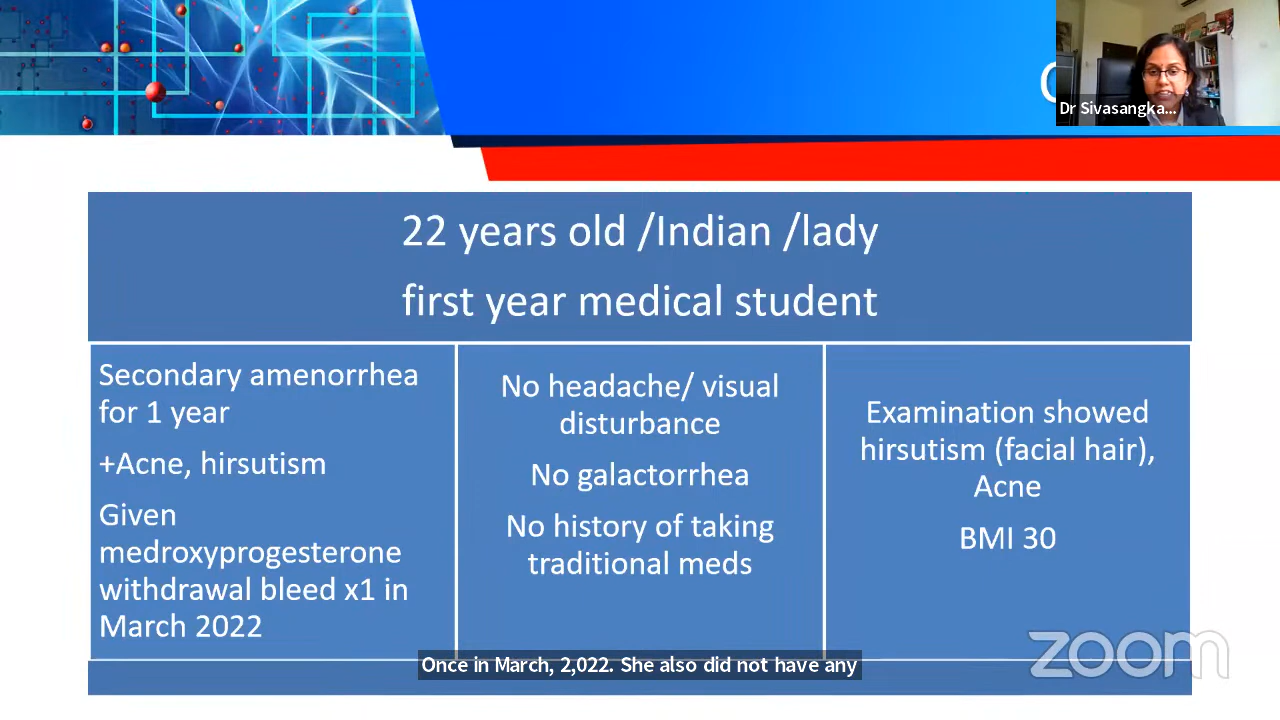 C
Dr Sivasangka...
22 years old /Indian /lady
first year medical student
Secondary amenorrhea
for 1 year
+Acne, hirsutism
Given
medroxyprogesterone
withdrawal bleed x1 in
March 2022
No headache/ visual
disturbance
No galactorrhea
No history of taking
traditional meds
Examination showed
hirsutism (facial hair),
Acne
BMI 30
zoom
Once in March, 2,022. She also did not have any